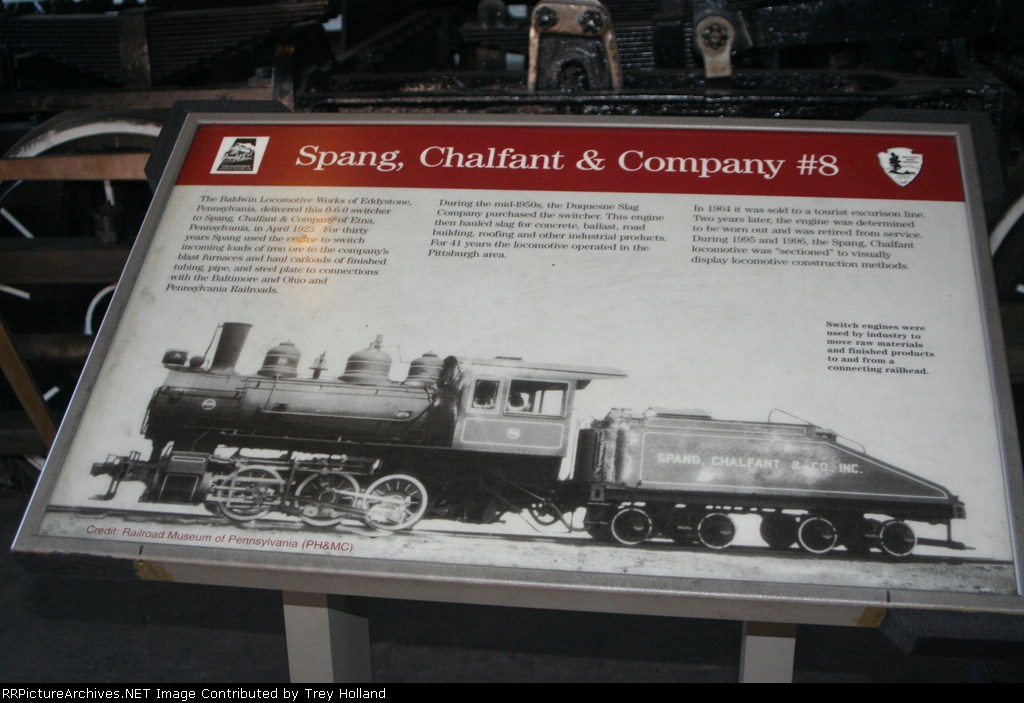 Spang, Chalfant & Company #8
The Baldwin Locomotive Works of Eddystone,
Pennsylvania, delivered this 0-6-0 switcher
to Spang, Chalfant & Company of Etna,
Pennsylvania, in April 1923. For thirty
years Spang used the engine to switch
incoming loads of iron ore to the company's
blast furnaces and haul carloads of finished
tubing, pipe, and steel plate to connections
with the Baltimore and Ohio and
Pennsylvania Railroads.
During the mid-1950s, the Duquesne Slag
Company purchased the switcher. This engine
then hauled slag for concrete, ballast, road
building, roofing and other industrial products.
For 41 years the locomotive operated in the
Pittsburgh area.
In 1964 it was sold to a tourist excurison line.
Two years later, the engine was determined
to be worn out and was retired from service.
During 1995 and 1996, the Spang, Chalfant
locomotive was "sectioned" to visually
display locomotive construction methods.
Switch engines were
used by industry to
move raw materials
and finished products
to and from a
connecting railhead.
SPANG, CHALFANT & CO., INC.
Credit: Railroad Museum of Pennsylvania (PH&MC)
RRPictureArchives.NET Image Contributed by Trey Holland